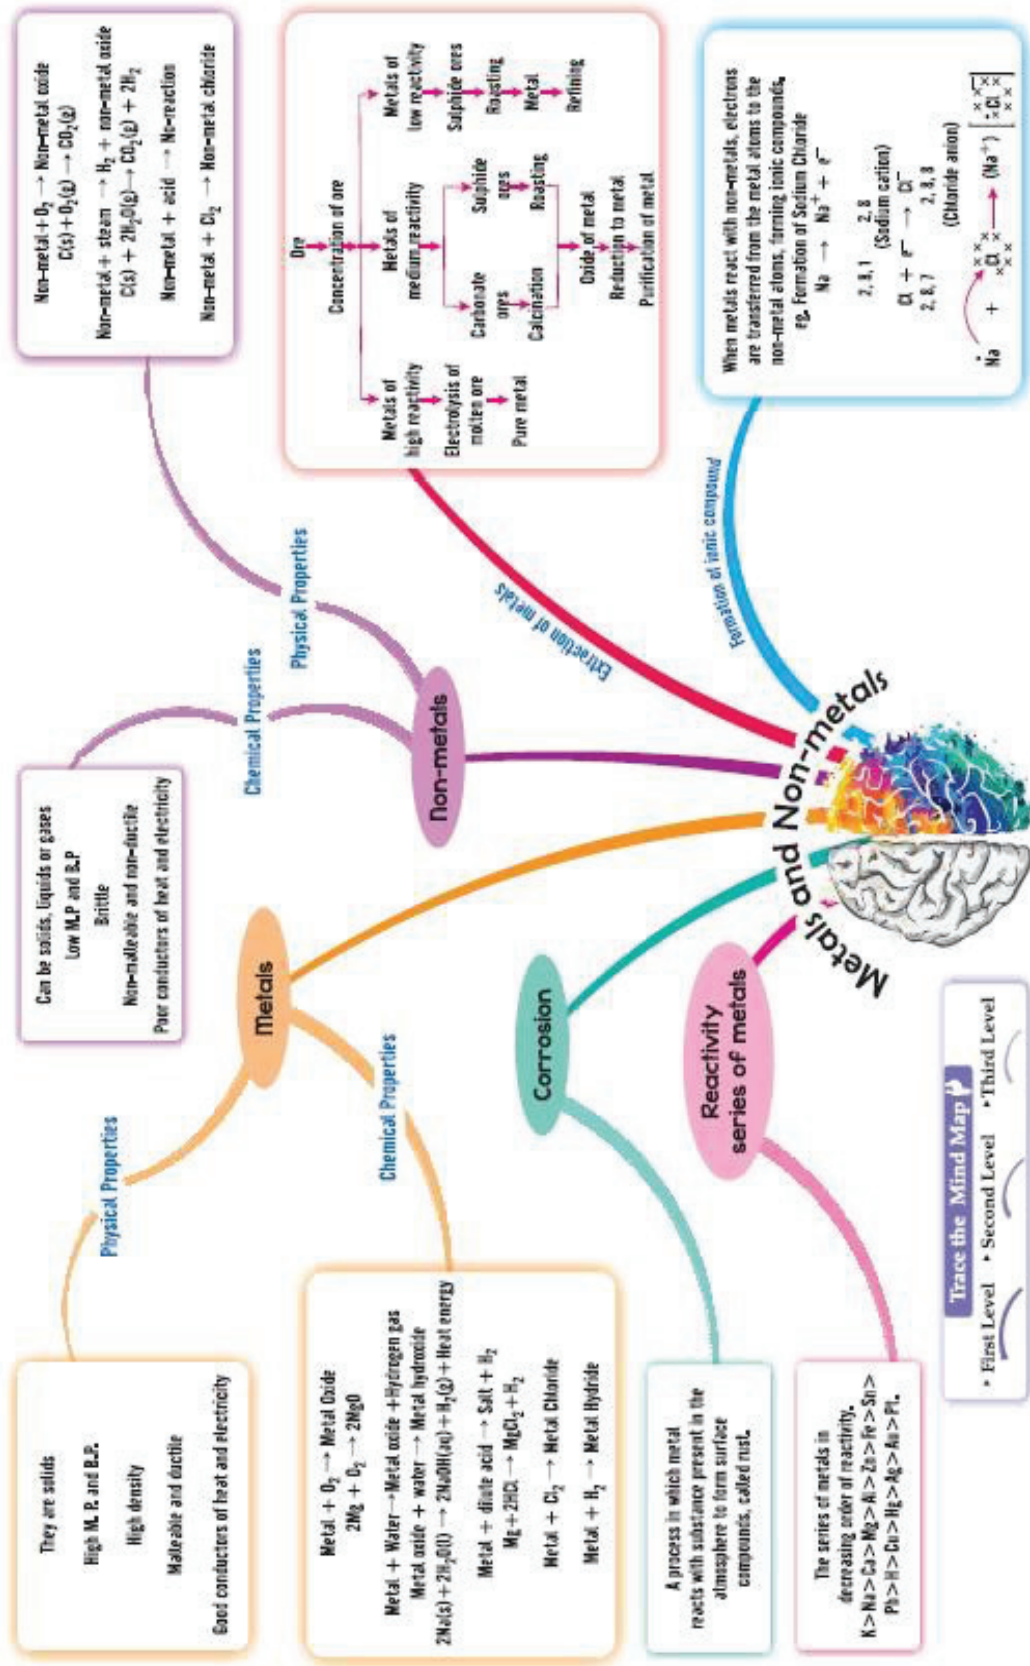 Metals and Non-metals
Metals
Physical Properties
They are solids
High M. P. and B.P.
High density
Maleable and ductile
Good conductors of heat and electricity
Chemical Properties
Metal + O₂ → Metal Oxide
2Mg + O₂ → 2MgO
Metal + Water → Metal oxide + Hydrogen gas
Metal oxide + water → Metal hydroxide
2Na(s) + 2H₂O(l) → 2NaOH(aq) + H₂(g) + Heat energy
Metal + dilute acid → Salt + H₂
Mg + 2HCl → MgCl₂ + H₂
Metal + Cl₂ → Metal Chloride
Metal + H₂ → Metal Hydride
Corrosion
A process in which metal
reacts with substance present in the
atmosphere to form surface
compounds, called rust.
Reactivity
series of metals
The series of metals in
decreasing order of reactivity.
K > Na > Ca > Mg > Al > Zn > Fe > Sn >
Pb > H > Cu > Hg > Ag > Au > Pt.
Non-metals
Chemical Properties
Can be solids, liquids or gases
Low M.P and B.P
Brittle
Non-malleable and non-ductile
Poor conductors of heat and electricity
Physical Properties
Non-metal + O₂ → Non-metal oxide
C(s) + O₂(g) → CO₂(g)
Non-metal + steam → H₂ + non-metal oxide
C(s) + 2H₂O(g) → CO₂(g) + 2H₂
Non-metal + acid → No-reaction
Non-metal + Cl₂ → Non-metal chloride
Extraction of metals
Ore
Concentration of ore
Metals of
high reactivity
Electrolysis of
molten ore
Pure metal
Metals of
medium reactivity
Carbonate
ores
Calcination
Sulphide
ores
Roasting
Oxide of metal
Reduction to metal
Purification of metal
Metals of
low reactivity
Sulphide ores
Roasting
Metal
Refining
Formation of ionic compound
When metals react with non-metals, electrons
are transferred from the metal atoms to the
non-metal atoms, forming ionic compounds.
eg. Formation of Sodium Chloride
Na → Na⁺ + e⁻
2, 8, 1 2, 8
(Sodium cation)
Cl + e⁻ → Cl⁻
2, 8, 7 2, 8, 8
(Chloride anion)
Na + Cl → (Na⁺) [Cl]⁻
Trace the Mind Map
‣ First Level ‣ Second Level ‣ Third Level